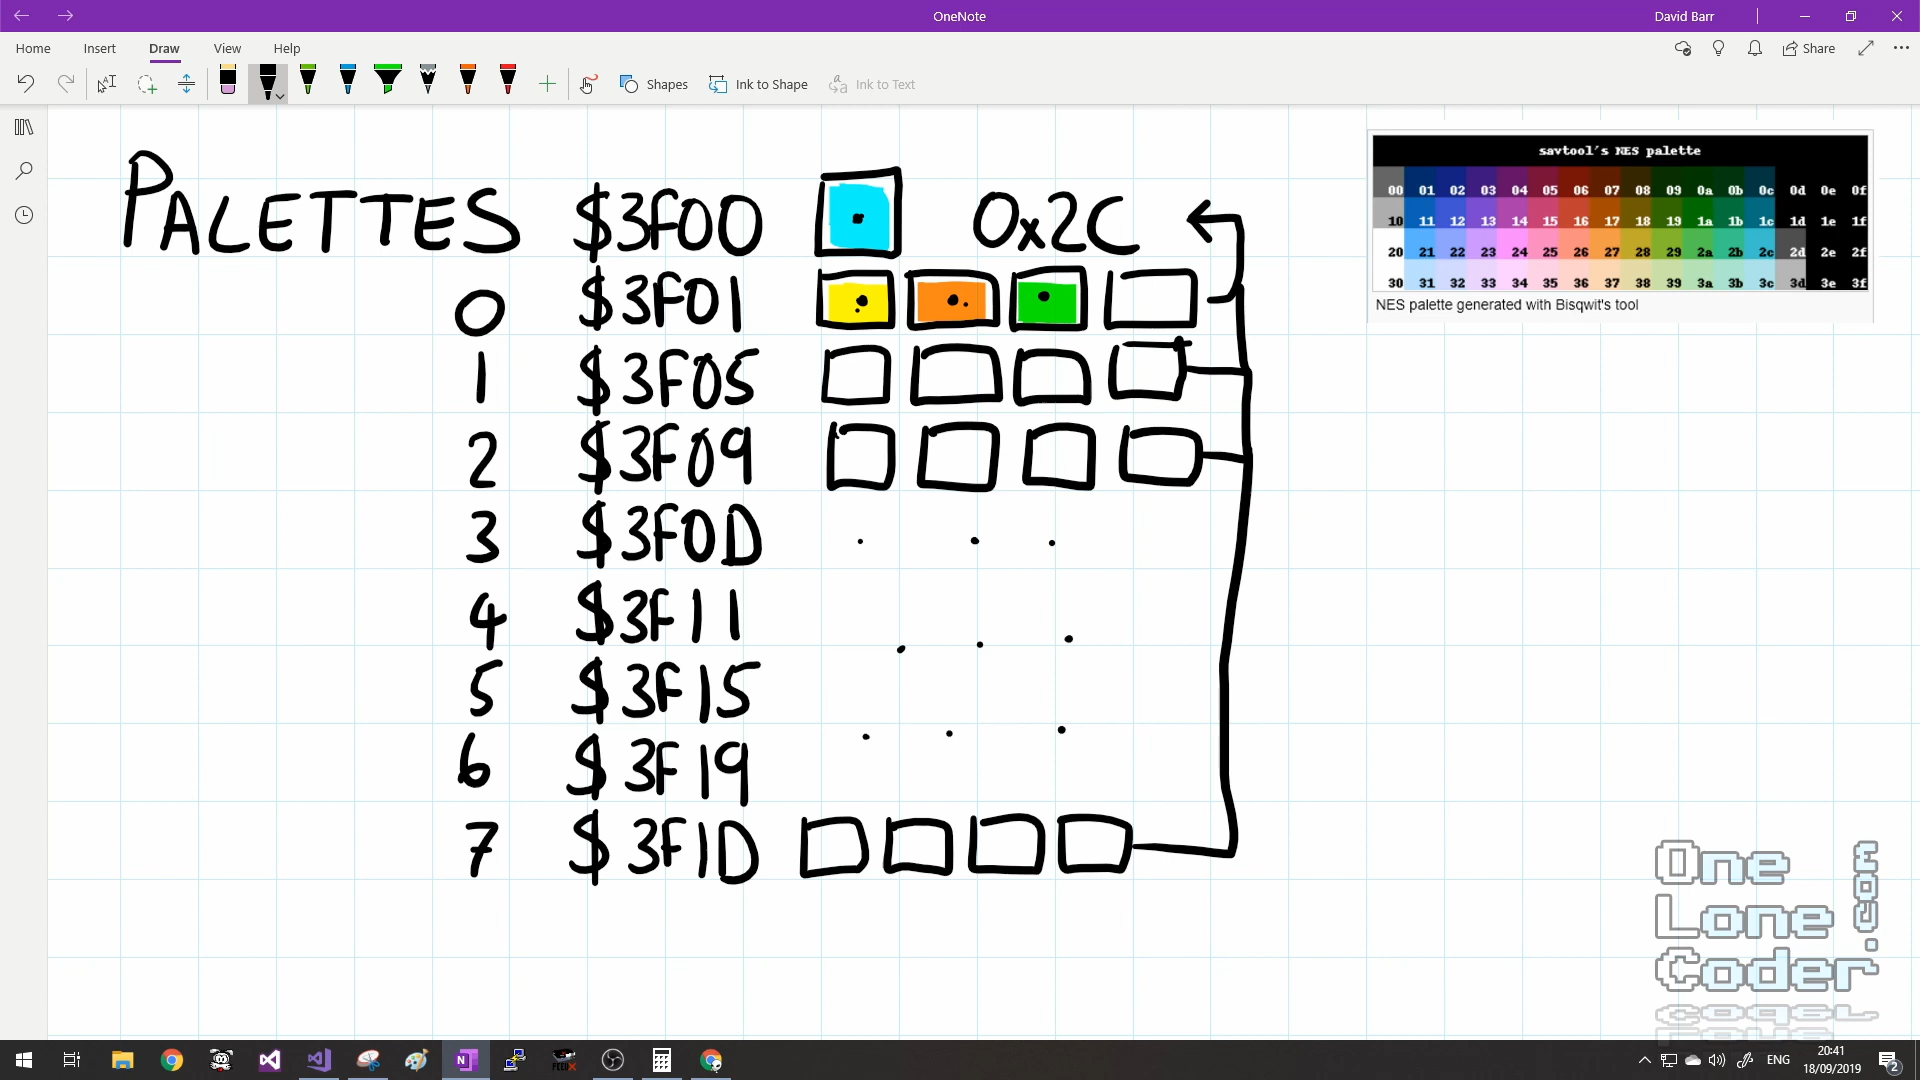 OneNote
David Barr
Home Insert Draw View Help
Share
Shapes Ink to Shape Ink to Text
PALETTES $3F00 0x2C
0 $3F01
1 $3F05
2 $3F09
3 $3F0D
4 $3F11
5 $3F15
6 $3F19
7 $3F1D
savtool's NES palette
00 01 02 03 04 05 06 07 08 09 0a 0b 0c 0d 0e 0f
10 11 12 13 14 15 16 17 18 19 1a 1b 1c 1d 1e 1f
20 21 22 23 24 25 26 27 28 29 2a 2b 2c 2d 2e 2f
30 31 32 33 34 35 36 37 38 39 3a 3b 3c 3d 3e 3f
NES palette generated with Bisqwit's tool
One
Lone
Coder
.com
ENG
20:41
18/09/2019
2